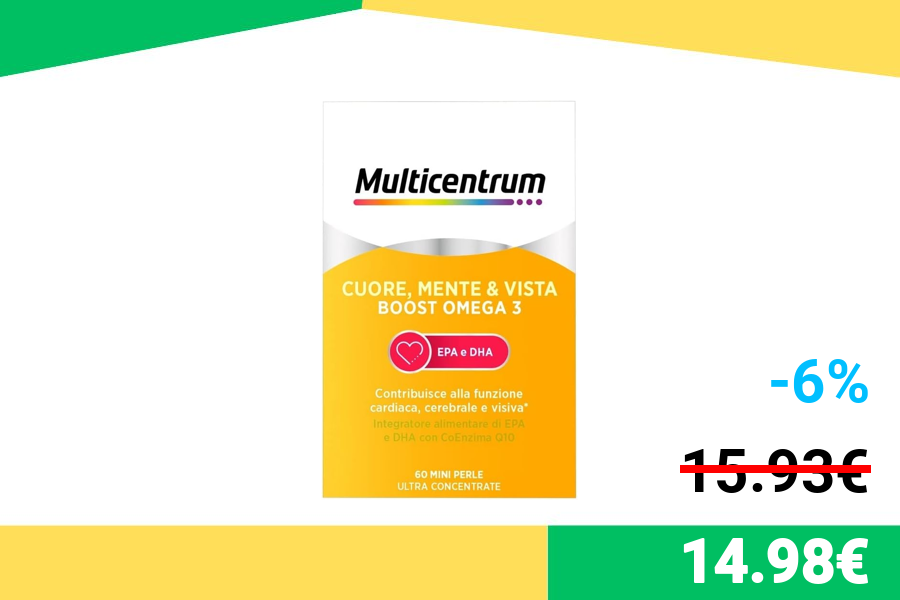 Multicentrum
CUORE, MENTE & VISTA
BOOST OMEGA 3
EPA e DHA
Contribuisce alla funzione
cardiaca, cerebrale e visiva*
Integratore alimentare di EPA
e DHA con CoEnzima Q10
60 MINI PERLE
ULTRA CONCENTRATE
-6%
15.93€
14.98€